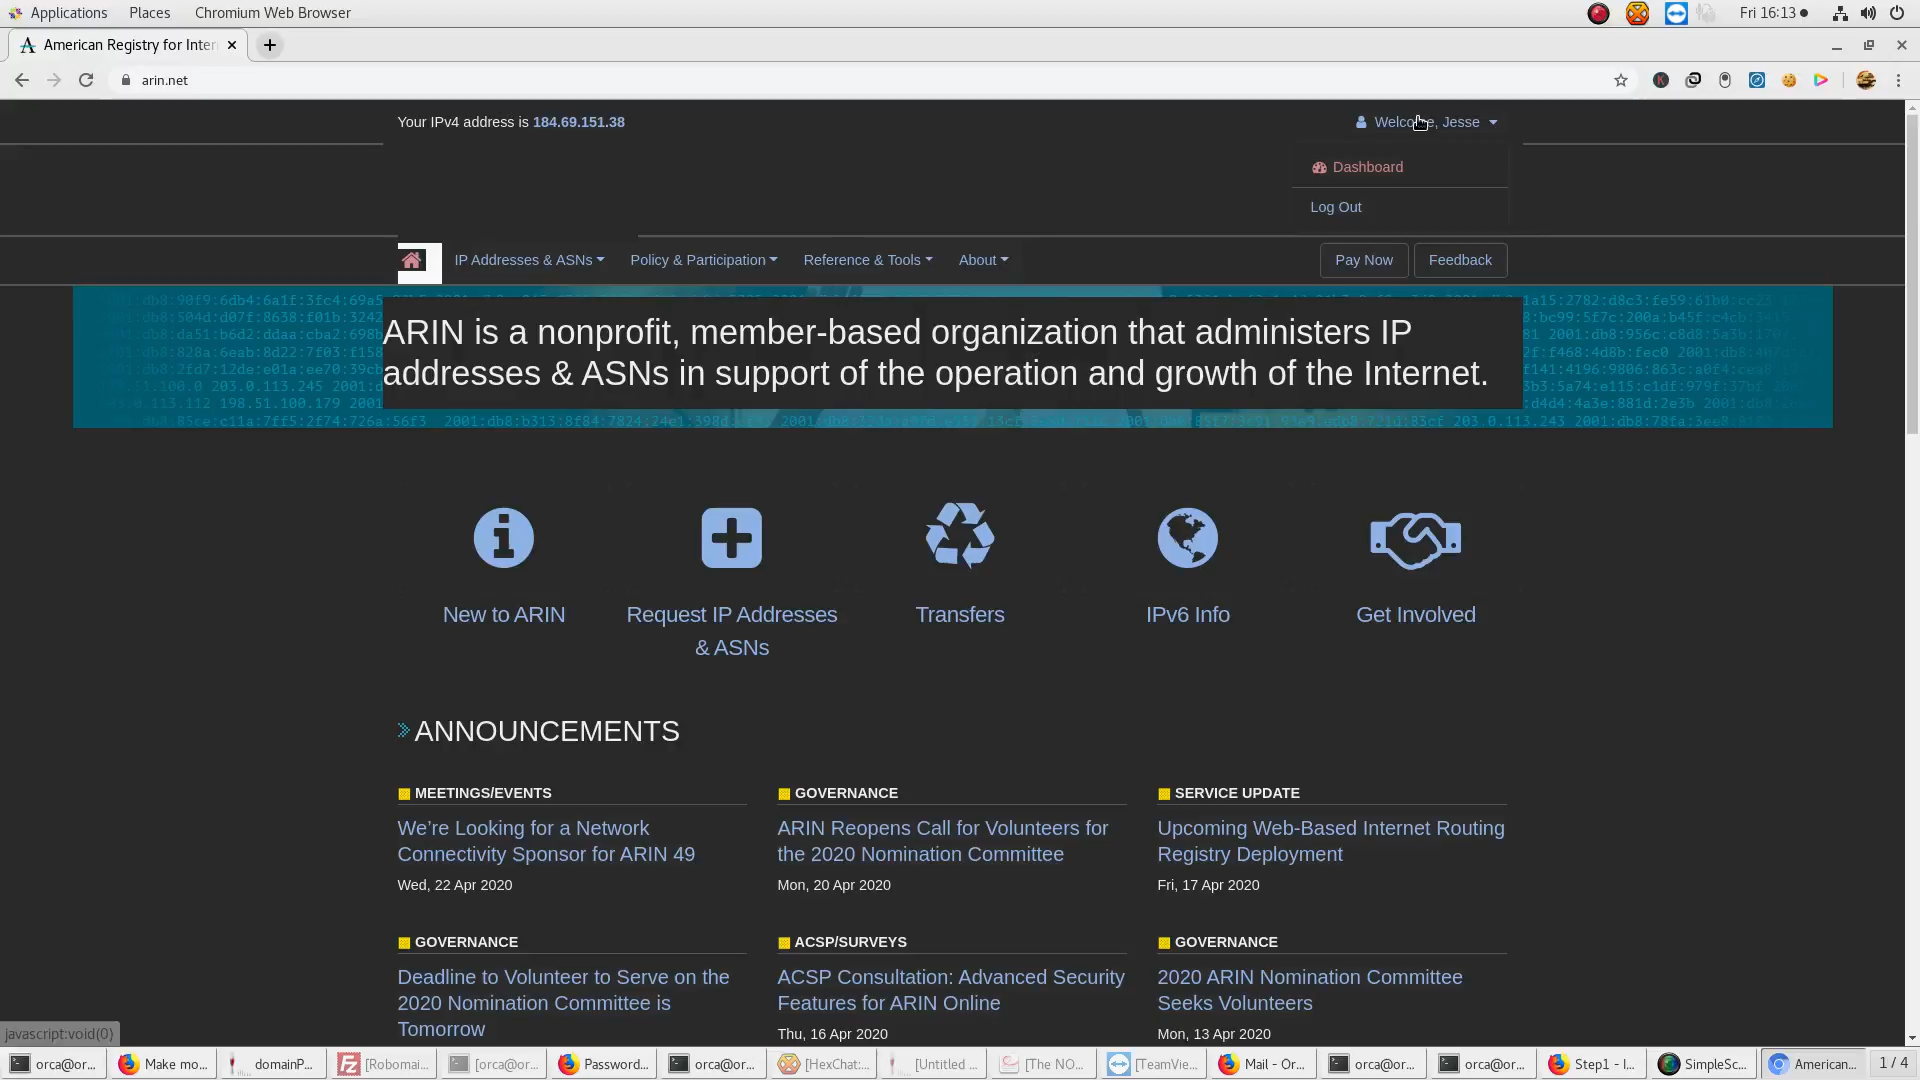 Applications Places Chromium Web Browser Fri 16:13
American Registry for Inter
arin.net
Your IPv4 address is 184.69.151.38
Welcome, Jesse
Dashboard
Log Out
IP Addresses & ASNs Policy & Participation Reference & Tools About Pay Now Feedback
ARIN is a nonprofit, member-based organization that administers IP
addresses & ASNs in support of the operation and growth of the Internet.
New to ARIN
Request IP Addresses
& ASNs
Transfers
IPv6 Info
Get Involved
ANNOUNCEMENTS
MEETINGS/EVENTS
We’re Looking for a Network
Connectivity Sponsor for ARIN 49
Wed, 22 Apr 2020
GOVERNANCE
ARIN Reopens Call for Volunteers for
the 2020 Nomination Committee
Mon, 20 Apr 2020
SERVICE UPDATE
Upcoming Web-Based Internet Routing
Registry Deployment
Fri, 17 Apr 2020
GOVERNANCE
Deadline to Volunteer to Serve on the
2020 Nomination Committee is
Tomorrow
ACSP/SURVEYS
ACSP Consultation: Advanced Security
Features for ARIN Online
Thu, 16 Apr 2020
GOVERNANCE
2020 ARIN Nomination Committee
Seeks Volunteers
Mon, 13 Apr 2020
javascript:void(0)
orca@or... Make mo... domainP... [Robomai... [orca@or... Password... orca@or... [HexChat:... [Untitled ... [The NO... [TeamVie... Mail - Or... orca@or... orca@or... Step1 - I... SimpleSc... American... 1 / 4